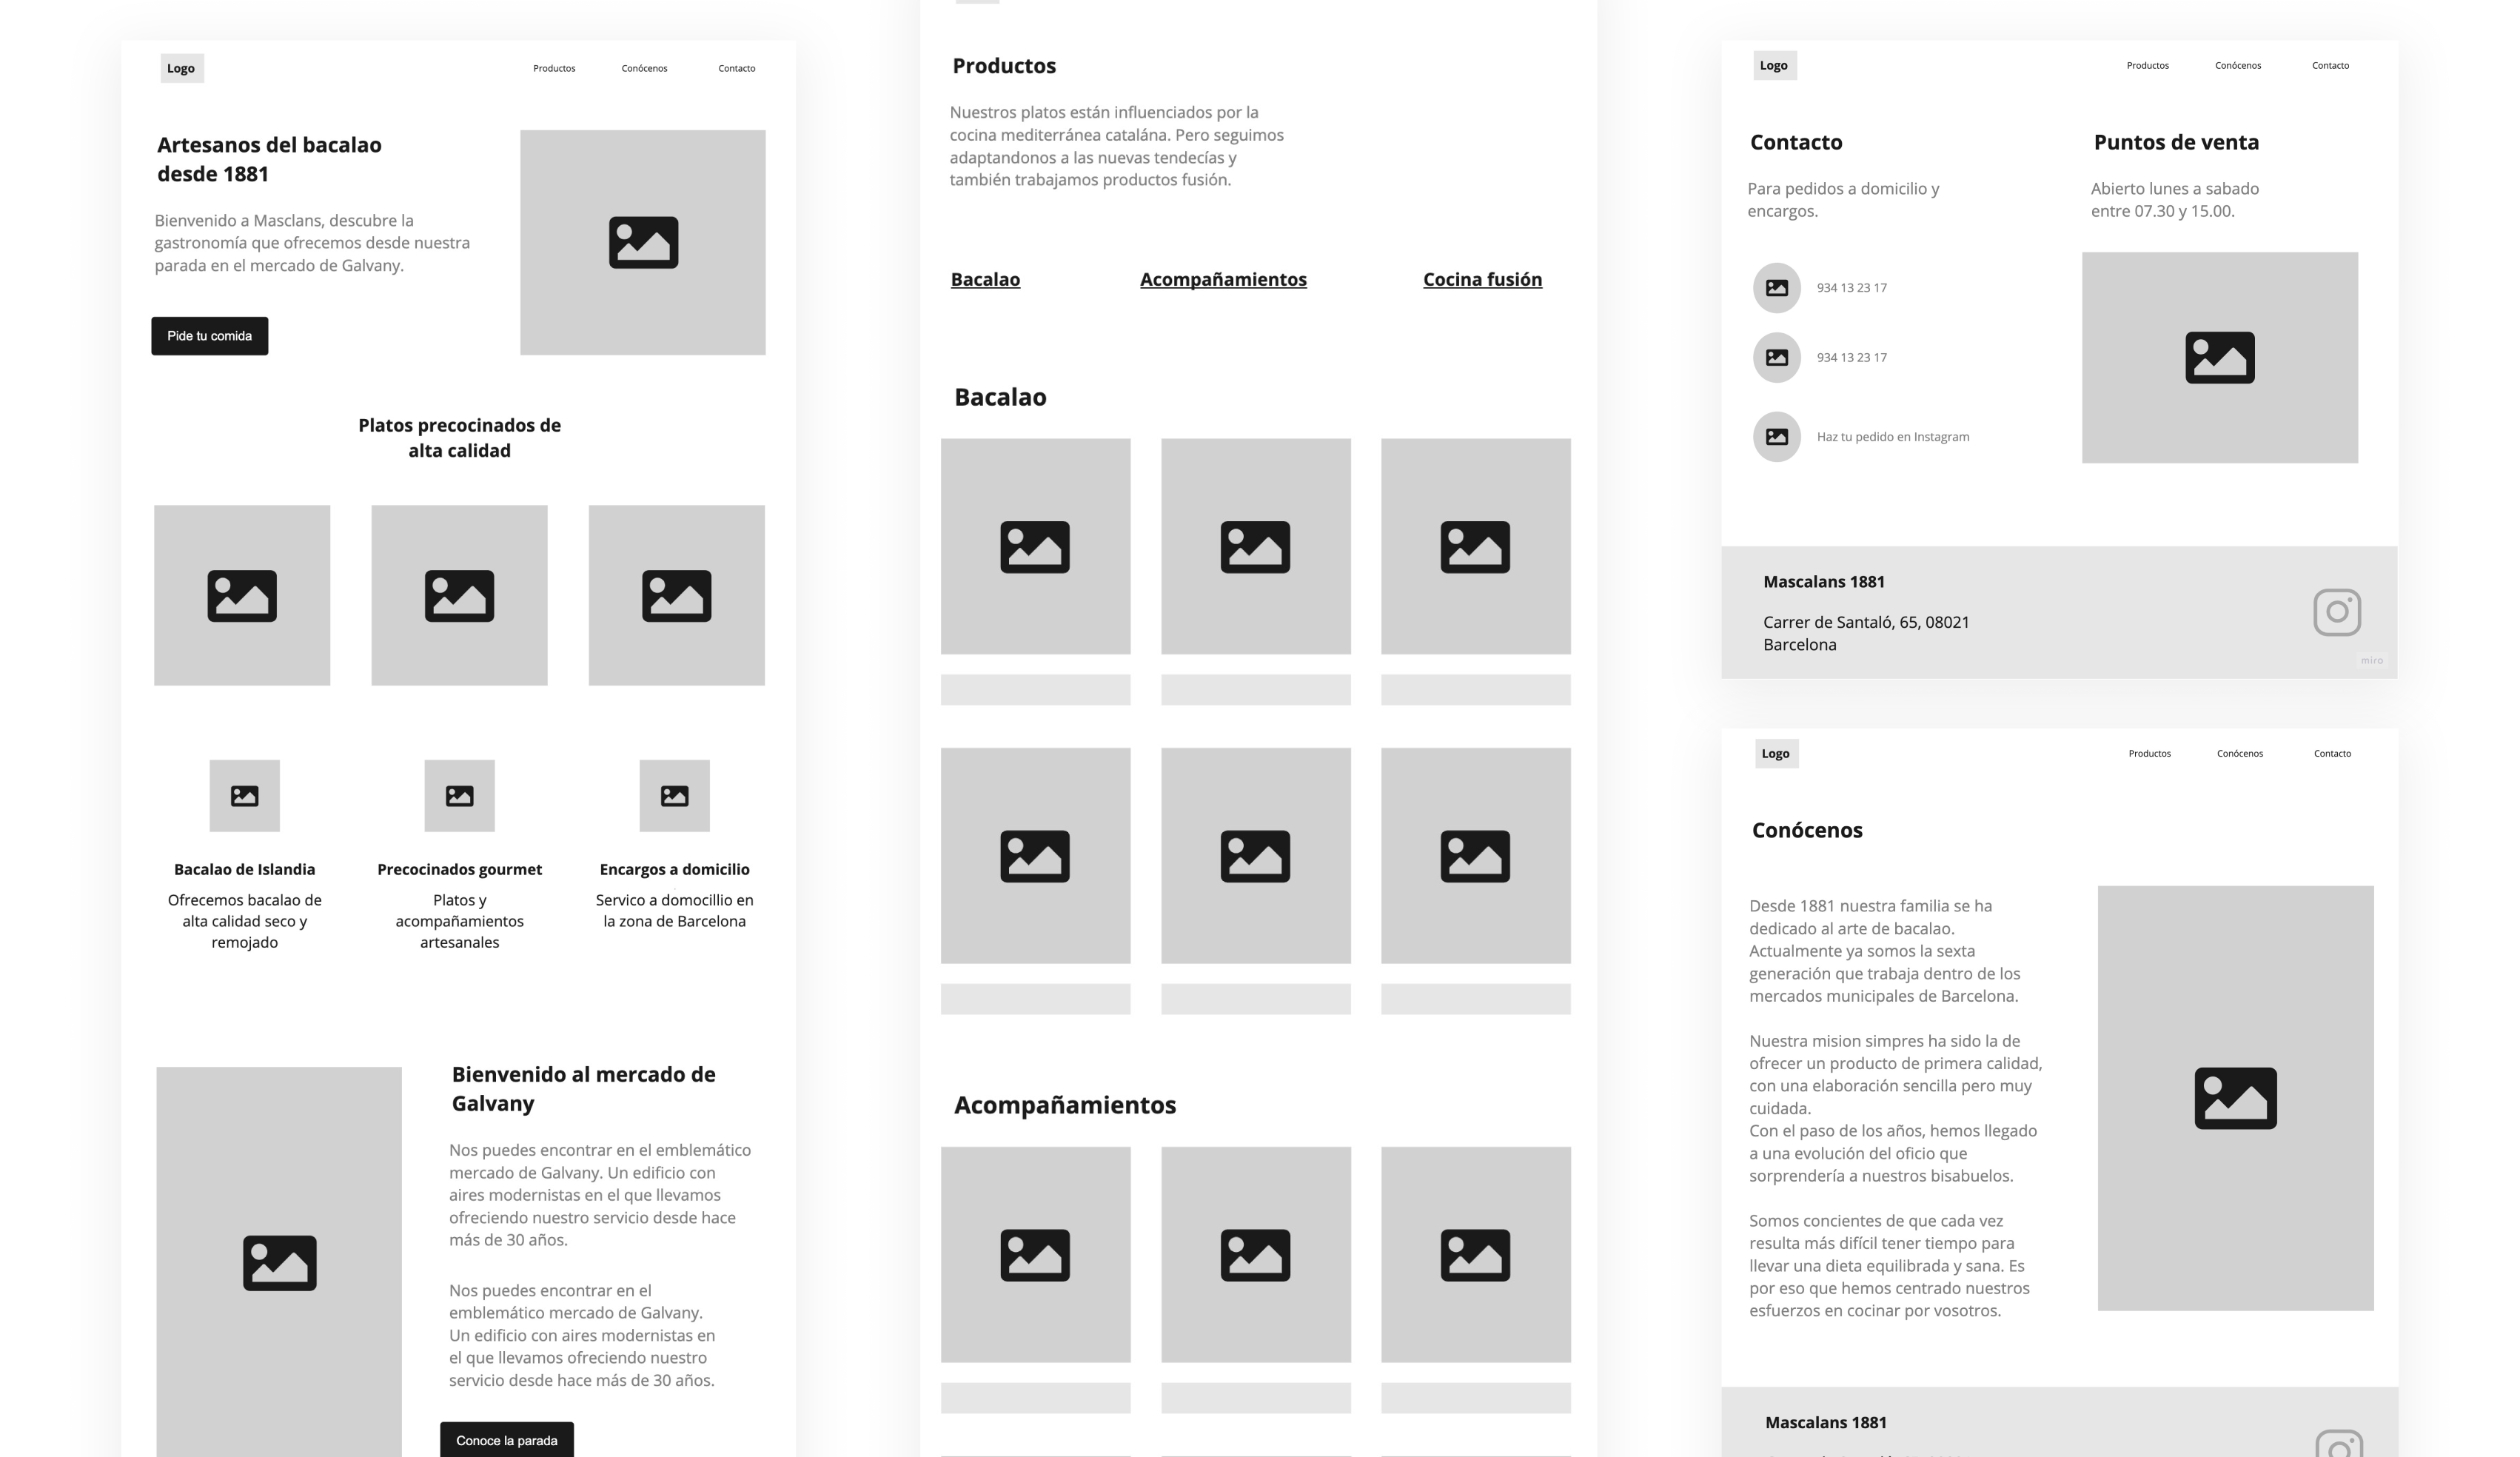 Logo
Productos
Conócenos
Contacto
Artesanos del bacalao
desde 1881
Bienvenido a Masclans, descubre la
gastronomía que ofrecemos desde nuestra
parada en el mercado de Galvany.
Pide tu comida
Platos precocinados de
alta calidad
Bacalao de Islandia
Ofrecemos bacalao de
alta calidad seco y
remojado
Precocinados gourmet
Platos y
acompañamientos
artesanales
Encargos a domicilio
Servico a domocillio en
la zona de Barcelona
Bienvenido al mercado de
Galvany
Nos puedes encontrar en el emblemático
mercado de Galvany. Un edificio con
aires modernistas en el que llevamos
ofreciendo nuestro servicio desde hace
más de 30 años.
Nos puedes encontrar en el
emblemático mercado de Galvany.
Un edificio con aires modernistas en
el que llevamos ofreciendo nuestro
servicio desde hace más de 30 años.
Conoce la parada
Productos
Nuestros platos están influenciados por la
cocina mediterránea catalána. Pero seguimos
adaptandonos a las nuevas tendecías y
también trabajamos productos fusión.
Bacalao
Acompañamientos
Cocina fusión
Bacalao
Acompañamientos
Logo
Productos
Conócenos
Contacto
Contacto
Para pedidos a domicilio y
encargos.
934 13 23 17
934 13 23 17
Haz tu pedido en Instagram
Puntos de venta
Abierto lunes a sabado
entre 07.30 y 15.00.
Mascalans 1881
Carrer de Santaló, 65, 08021
Barcelona
miro
Logo
Productos
Conócenos
Contacto
Conócenos
Desde 1881 nuestra familia se ha
dedicado al arte de bacalao.
Actualmente ya somos la sexta
generación que trabaja dentro de los
mercados municipales de Barcelona.
Nuestra mision simpres ha sido la de
ofrecer un producto de primera calidad,
con una elaboración sencilla pero muy
cuidada.
Con el paso de los años, hemos llegado
a una evolución del oficio que
sorprendería a nuestros bisabuelos.
Somos concientes de que cada vez
resulta más difícil tener tiempo para
llevar una dieta equilibrada y sana. Es
por eso que hemos centrado nuestros
esfuerzos en cocinar por vosotros.
Mascalans 1881